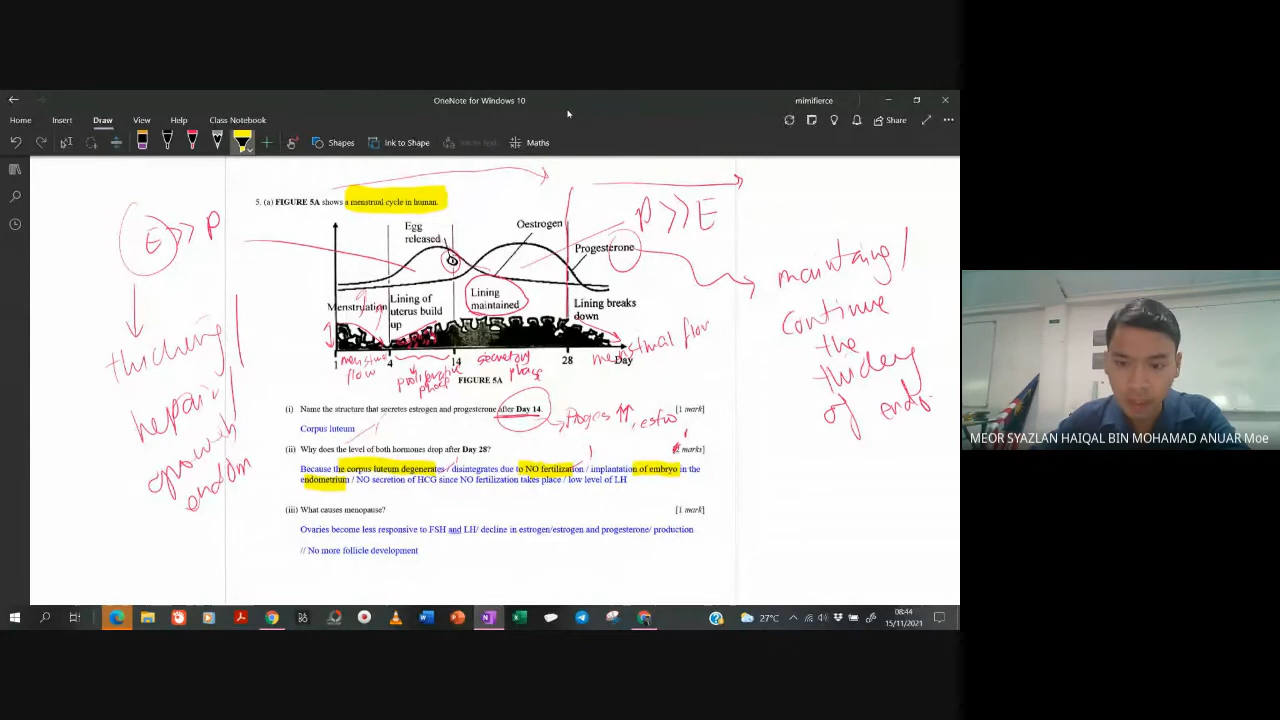 OneNote for Windows 10
mimifierce
Home Insert Draw View Help Class Notebook
Share
Shapes
Ink to Shape
Ink to Text
Maths
5. (a) FIGURE 5A shows a menstrual cycle in human.
E >> P
P >> E
Egg
released
Oestrogen
Progesterone
Menstruation
Lining of
uterus build
up
Lining
maintained
Lining breaks
down
1 4 14 28 Day
menstrual flow
proliferative
phase
secretory
phase
menstrual flow
FIGURE 5A
thickening
repair
growth
endom
maintaing /
continue
the
thickeng
of endo.
(i) Name the structure that secretes estrogen and progesterone after Day 14. [1 mark]
Proges ↑↑, estro
Corpus luteum
(ii) Why does the level of both hormones drop after Day 28? marks]
Because the corpus luteum degenerates / disintegrates due to NO fertilization / implantation of embryo in the
endometrium / NO secretion of HCG since NO fertilization takes place / low level of LH
(iii) What causes menopause? [1 mark]
Ovaries become less responsive to FSH and LH/ decline in estrogen/estrogen and progesterone/ production
// No more follicle development
MEOR SYAZLAN HAIQAL BIN MOHAMAD ANUAR Moe
27°C
08:44
15/11/2021